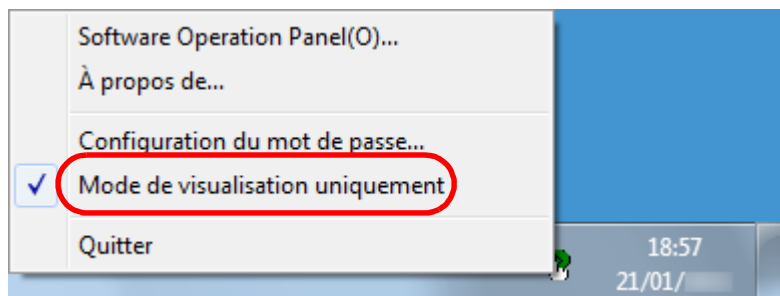 Software Operation Panel(O)...
À propos de...
Configuration du mot de passe...
Mode de visualisation uniquement
Quitter
18:57
21/01/